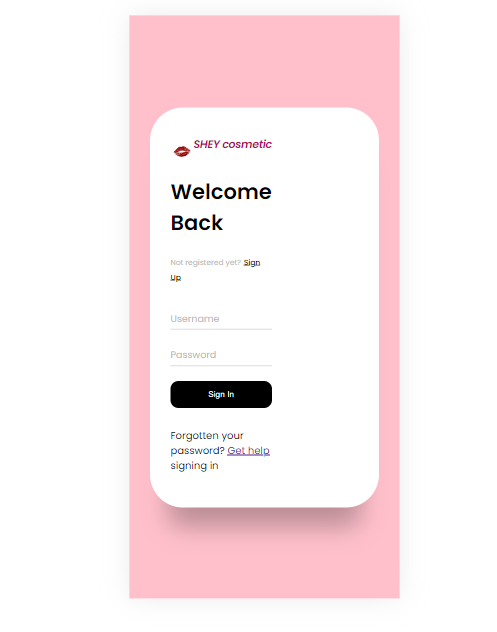 SHEY cosmetic
Welcome
Back
Not registered yet? Sign
Up
Username
Password
Sign In
Forgotten your
password? Get help
signing in